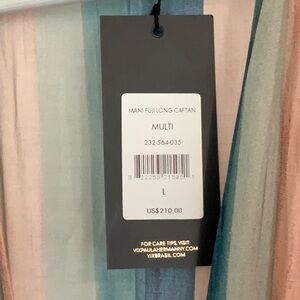 MANI FUJI LONG CAFTAN
MULTI
232-564-035
L
US$210.00
FOR CARE TIPS, VISIT
VIXPAULAHERMANNY.COM
VIXBRASIL.COM